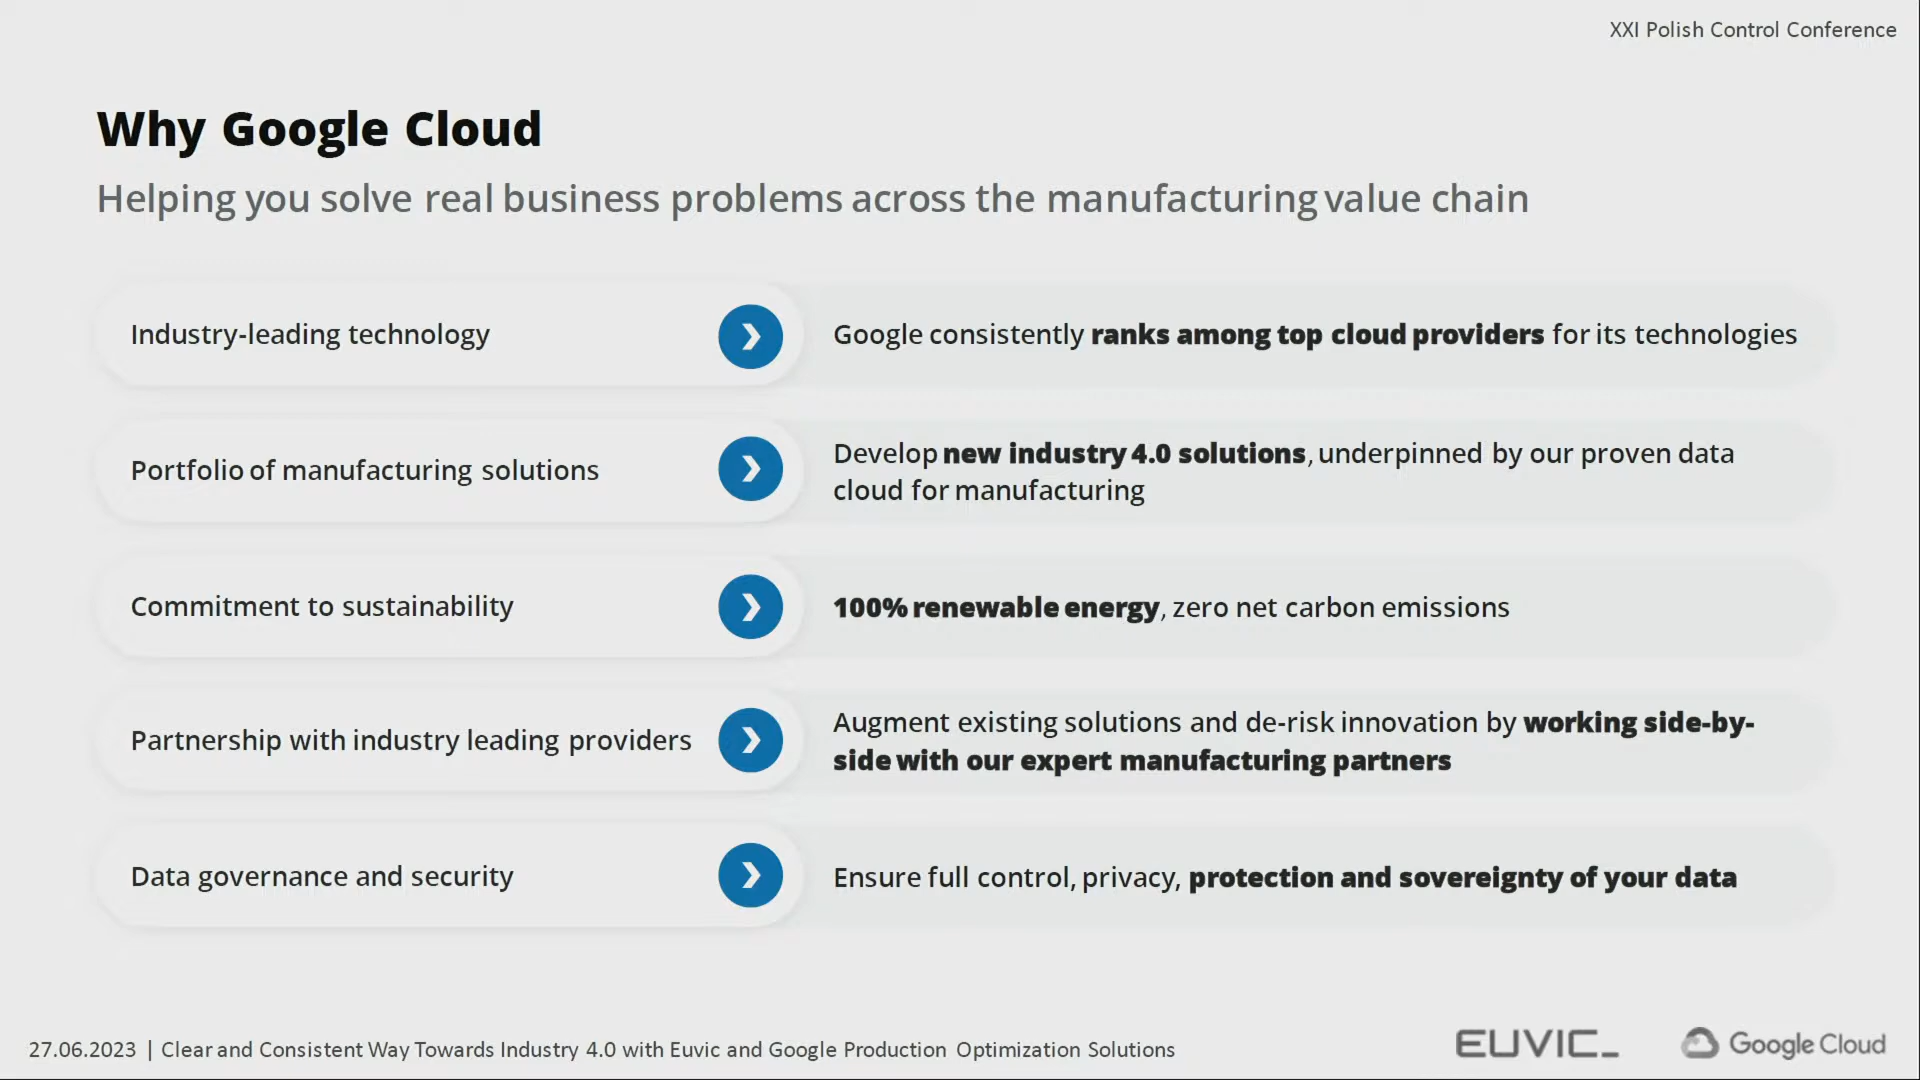 XXI Polish Control Conference
Why Google Cloud
Helping you solve real business problems across the manufacturing value chain
Industry-leading technology
Google consistently ranks among top cloud providers for its technologies
Portfolio of manufacturing solutions
Develop new industry 4.0 solutions, underpinned by our proven data
cloud for manufacturing
Commitment to sustainability
100% renewable energy, zero net carbon emissions
Partnership with industry leading providers
Augment existing solutions and de-risk innovation by working side-by-
side with our expert manufacturing partners
Data governance and security
Ensure full control, privacy, protection and sovereignty of your data
27.06.2023 | Clear and Consistent Way Towards Industry 4.0 with Euvic and Google Production Optimization Solutions
EUVIC_
Google Cloud